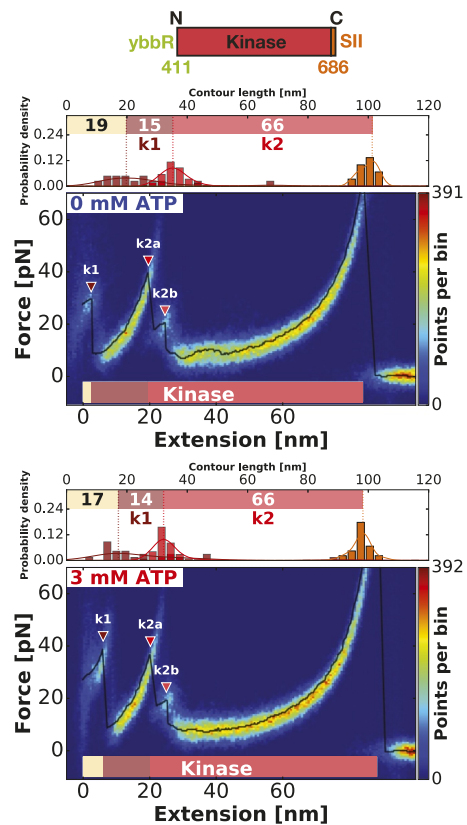 N C
ybbR Kinase SII
411 686
Contour length [nm]
0 20 40 60 80 100 120
Probability density
0.24
0.12
0.00
19 15 66
k1 k2
0 mM ATP
391
60
40
20
0
Force [pN]
k1
k2a
k2b
Points per bin
0
Kinase
0 20 40 60
Extension [nm]
Contour length [nm]
0 20 40 60 80 100 120
Probability density
0.24
0.12
0.00
17 14 66
k1 k2
3 mM ATP
392
60
40
20
0
Force [pN]
k1
k2a
k2b
Points per bin
0
Kinase
0 20 40 60
Extension [nm]